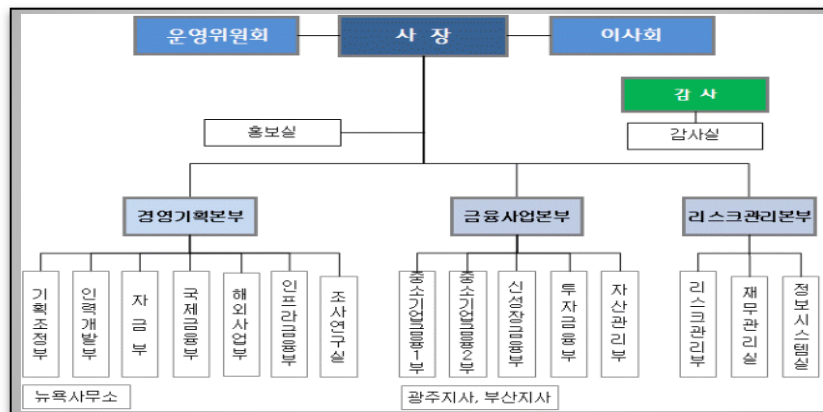 운영위원회
사 장
이사회
감 사
홍보실
감사실
경영기획본부
금융사업본부
리스크관리본부
기획조정부
인력개발부
자금부
국제금융부
해외사업부
인프라금융부
조사연구실
중소기업금융1부
중소기업금융2부
신성장금융부
투자금융부
자산관리부
리스크관리부
재무관리실
정보시스템실
뉴욕사무소
광주지사, 부산지사